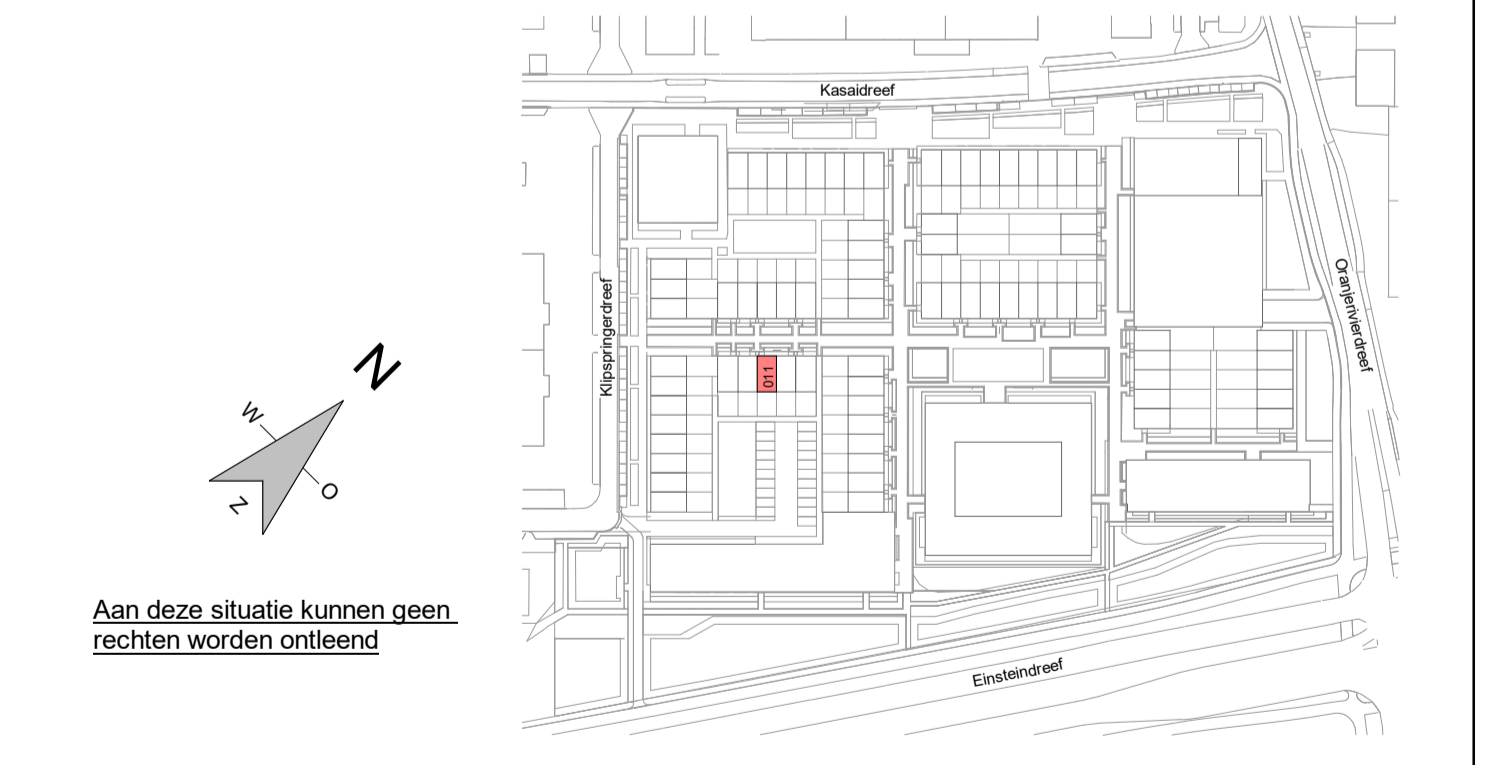 Kasaidreef
Klipspringerdreef
Oranjerivierdreef
011
N
W
O
Z
Aan deze situatie kunnen geen
rechten worden ontleend
Einsteindreef